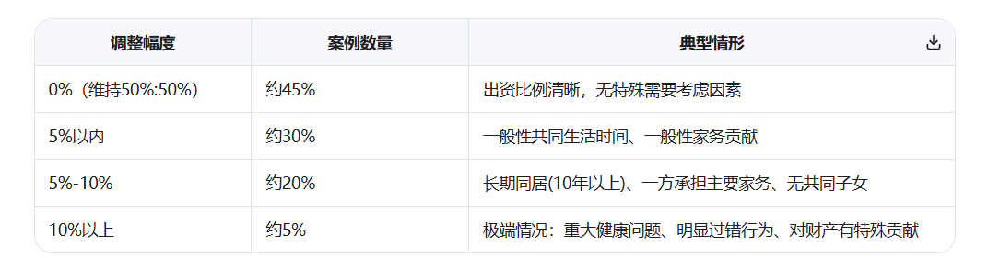 调整幅度 案例数量 典型情形
0%（维持50%:50%） 约45% 出资比例清晰，无特殊需要考虑因素
5%以内 约30% 一般性共同生活时间、一般性家务贡献
5%-10% 约20% 长期同居(10年以上)、一方承担主要家务、无共同子女
10%以上 约5% 极端情况：重大健康问题、明显过错行为、对财产有特殊贡献